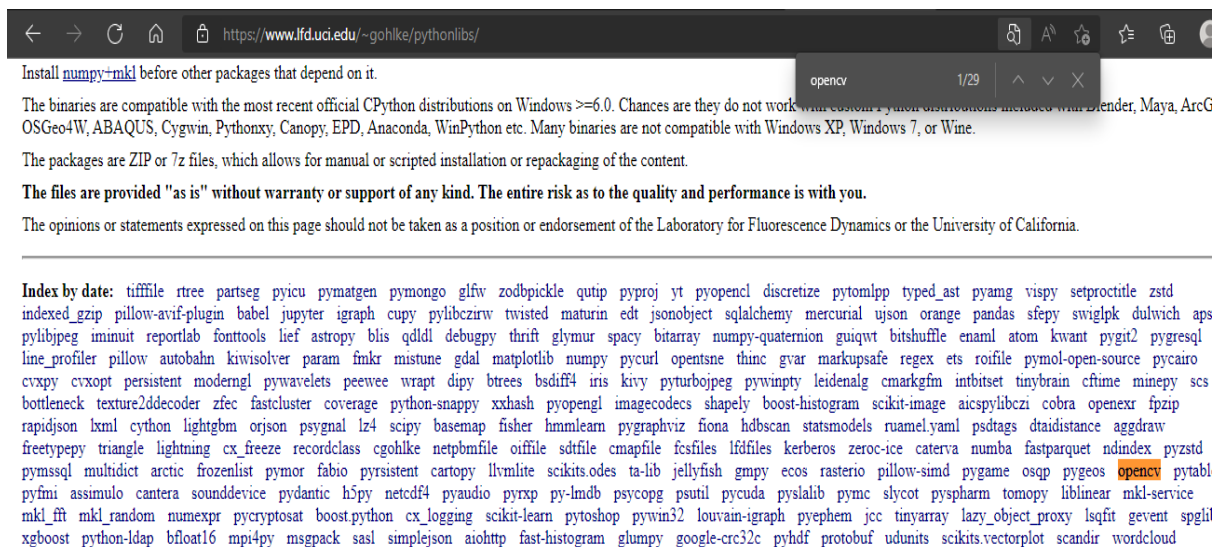 https://www.lfd.uci.edu/~gohlke/pythonlibs/
opencv 1/29
Install numpy+mkl before other packages that depend on it.
The binaries are compatible with the most recent official CPython distributions on Windows >=6.0. Chances are they do not work with custom Python distributions included with Blender, Maya, ArcG
OSGeo4W, ABAQUS, Cygwin, Pythonxy, Canopy, EPD, Anaconda, WinPython etc. Many binaries are not compatible with Windows XP, Windows 7, or Wine.
The packages are ZIP or 7z files, which allows for manual or scripted installation or repackaging of the content.
The files are provided "as is" without warranty or support of any kind. The entire risk as to the quality and performance is with you.
The opinions or statements expressed on this page should not be taken as a position or endorsement of the Laboratory for Fluorescence Dynamics or the University of California.
Index by date: tifffile rtree partseg pyicu pymatgen pymongo glfw zodbpickle qutip pyproj yt pyopencl discretize pytomlpp typed_ast pyamg vispy setproctitle zstd
indexed_gzip pillow-avif-plugin babel jupyter igraph cupy pylibczirw twisted maturin edt jsonobject sqlalchemy mercurial ujson orange pandas sfepy swiglpk dulwich aps
pylibjpeg iminuit reportlab fonttools lief astropy blis qdldl debugpy thrift glymur spacy bitarray numpy-quaternion guiqwt bitshuffle enaml atom kwant pygit2 pygresql
line_profiler pillow autobahn kiwisolver param fmkr mistune gdal matplotlib numpy pycurl opentsne thinc gvar markupsafe regex ets roifile pymol-open-source pycairo
cvxpy cvxopt persistent moderngl pywavelets peewee wrapt dipy btrees bsdiff4 iris kivy pyturbojpeg pywinpty leidenalg cmarkgfm intbitset tinybrain cftime minepy scs
bottleneck texture2ddecoder zfec fastcluster coverage python-snappy xxhash pyopengl imagecodecs shapely boost-histogram scikit-image aicspylibczi cobra openexr fpzip
rapidjson lxml cython lightgbm orjson psygnal lz4 scipy basemap fisher hmmlearn pygraphviz fiona hdbscan statsmodels ruamel.yaml psdtags dtaidistance aggdraw
freetypepy triangle lightning cx_freeze recordclass cgohlke netpbmfile oiffile sdtfile cmapfile fcsfiles lfdfiles kerberos zeroc-ice caterva numba fastparquet ndindex pyzstd
pymssql multidict arctic frozenlist pymor fabio pyrsistent cartopy llvmlite scikits.odes ta-lib jellyfish gmpy ecos rasterio pillow-simd pygame osqp pygeos opencv pytabl
pyfmi assimulo cantera sounddevice pydantic h5py netcdf4 pyaudio pyrxp py-lmdb psycopg psutil pycuda pyslalib pymc slycot pyspharm tomopy liblinear mkl-service
mkl_fft mkl_random numexpr pycryptosat boost.python cx_logging scikit-learn pytoshop pywin32 louvain-igraph pyephem jcc tinyarray lazy_object_proxy lsqfit gevent spgli
xgboost python-ldap bfloat16 mpi4py msgpack sasl simplejson aiohttp fast-histogram glumpy google-crc32c pyhdf protobuf udunits scikits.vectorplot scandir wordcloud